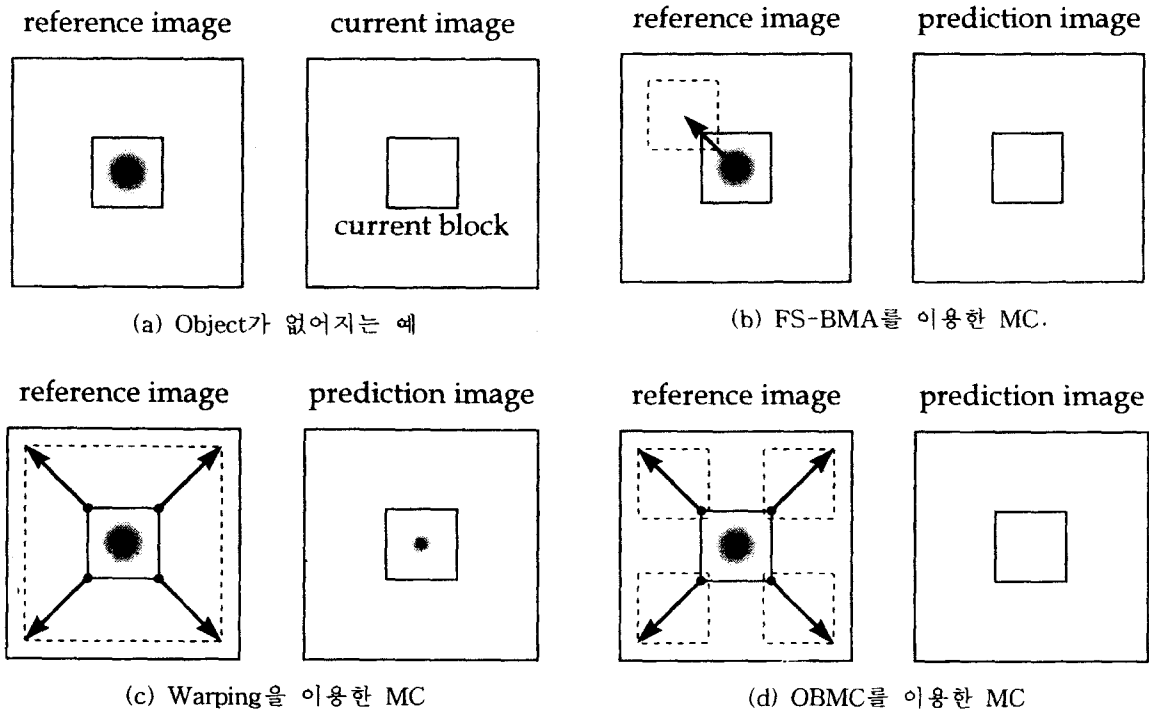 reference image
current image
current block
(a) Object가 없어지는 예
reference image
prediction image
(b) FS-BMA를 이용한 MC.
reference image
prediction image
(c) Warping을 이용한 MC
reference image
prediction image
(d) OBMC를 이용한 MC